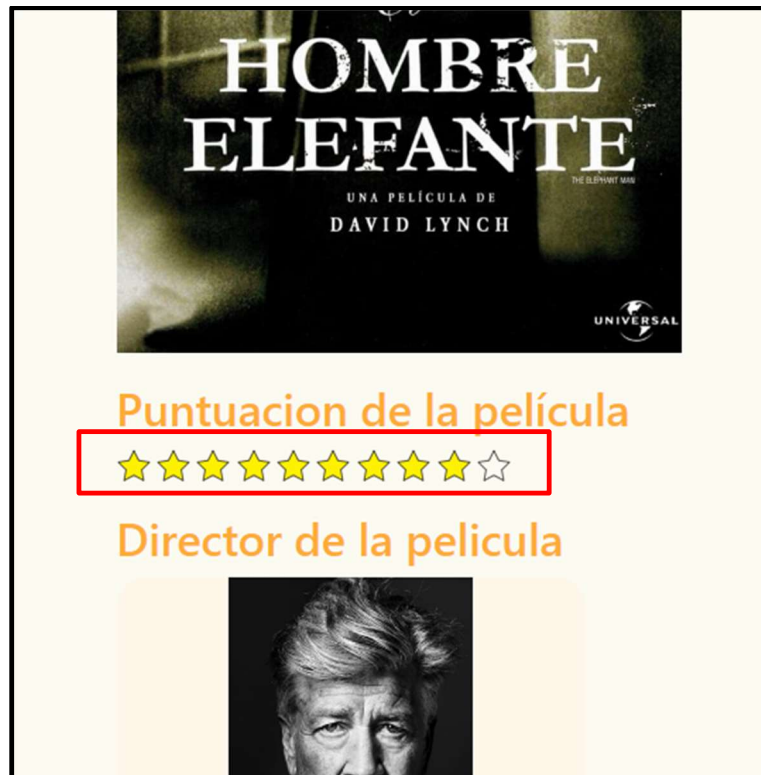 El
HOMBRE
ELEFANTE
THE ELEPHANT MAN
UNA PELÍCULA DE
DAVID LYNCH
UNIVERSAL
Puntuacion de la película
Director de la pelicula